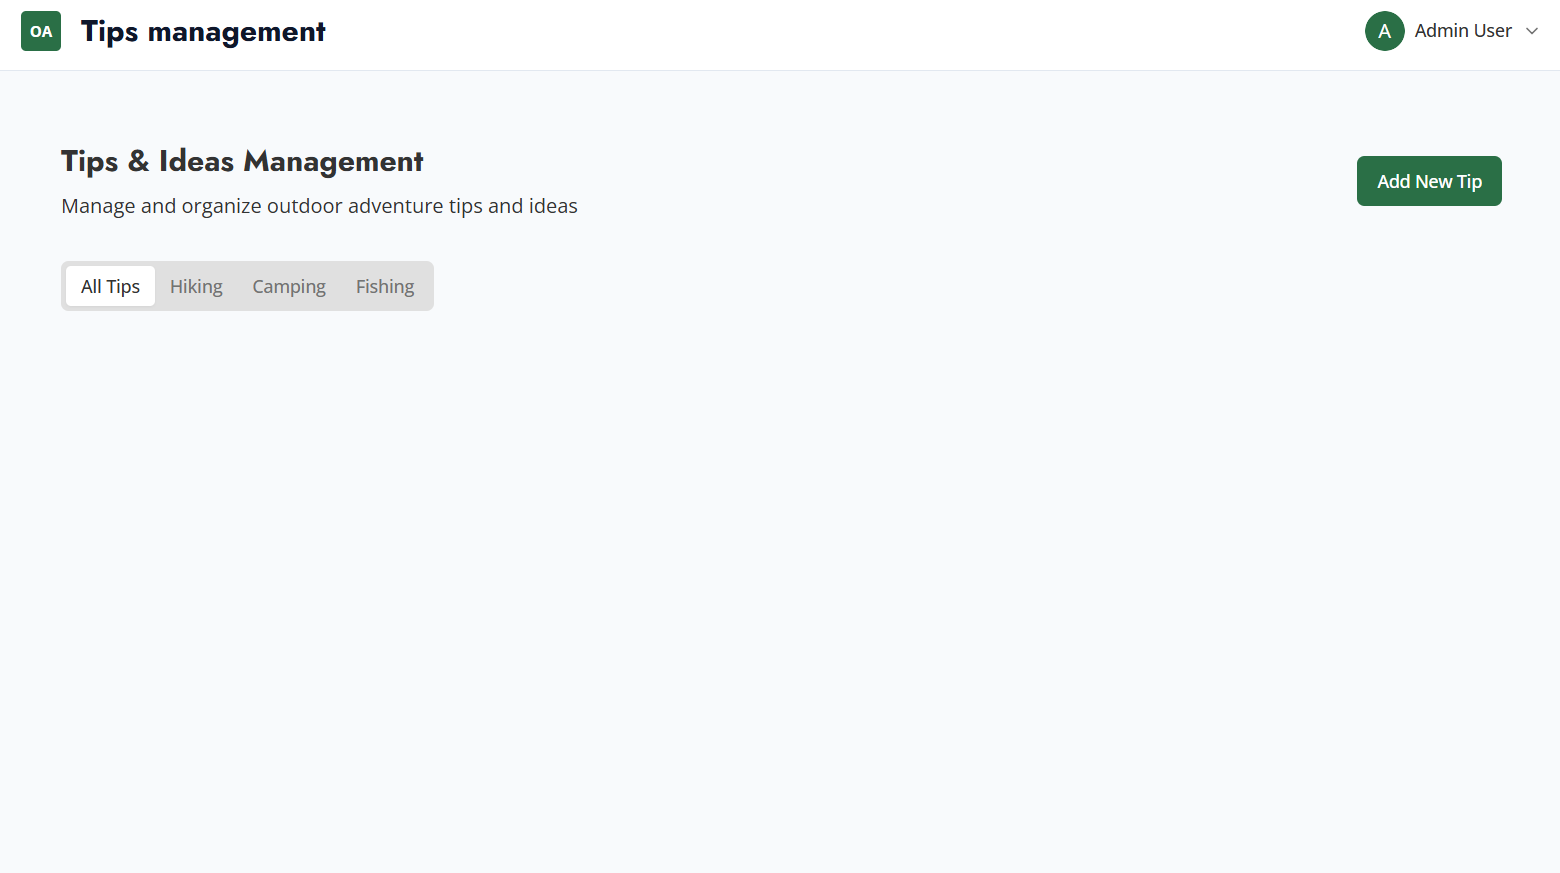 OA
Tips management
A
Admin User
Tips & Ideas Management
Manage and organize outdoor adventure tips and ideas
Add New Tip
All Tips
Hiking
Camping
Fishing